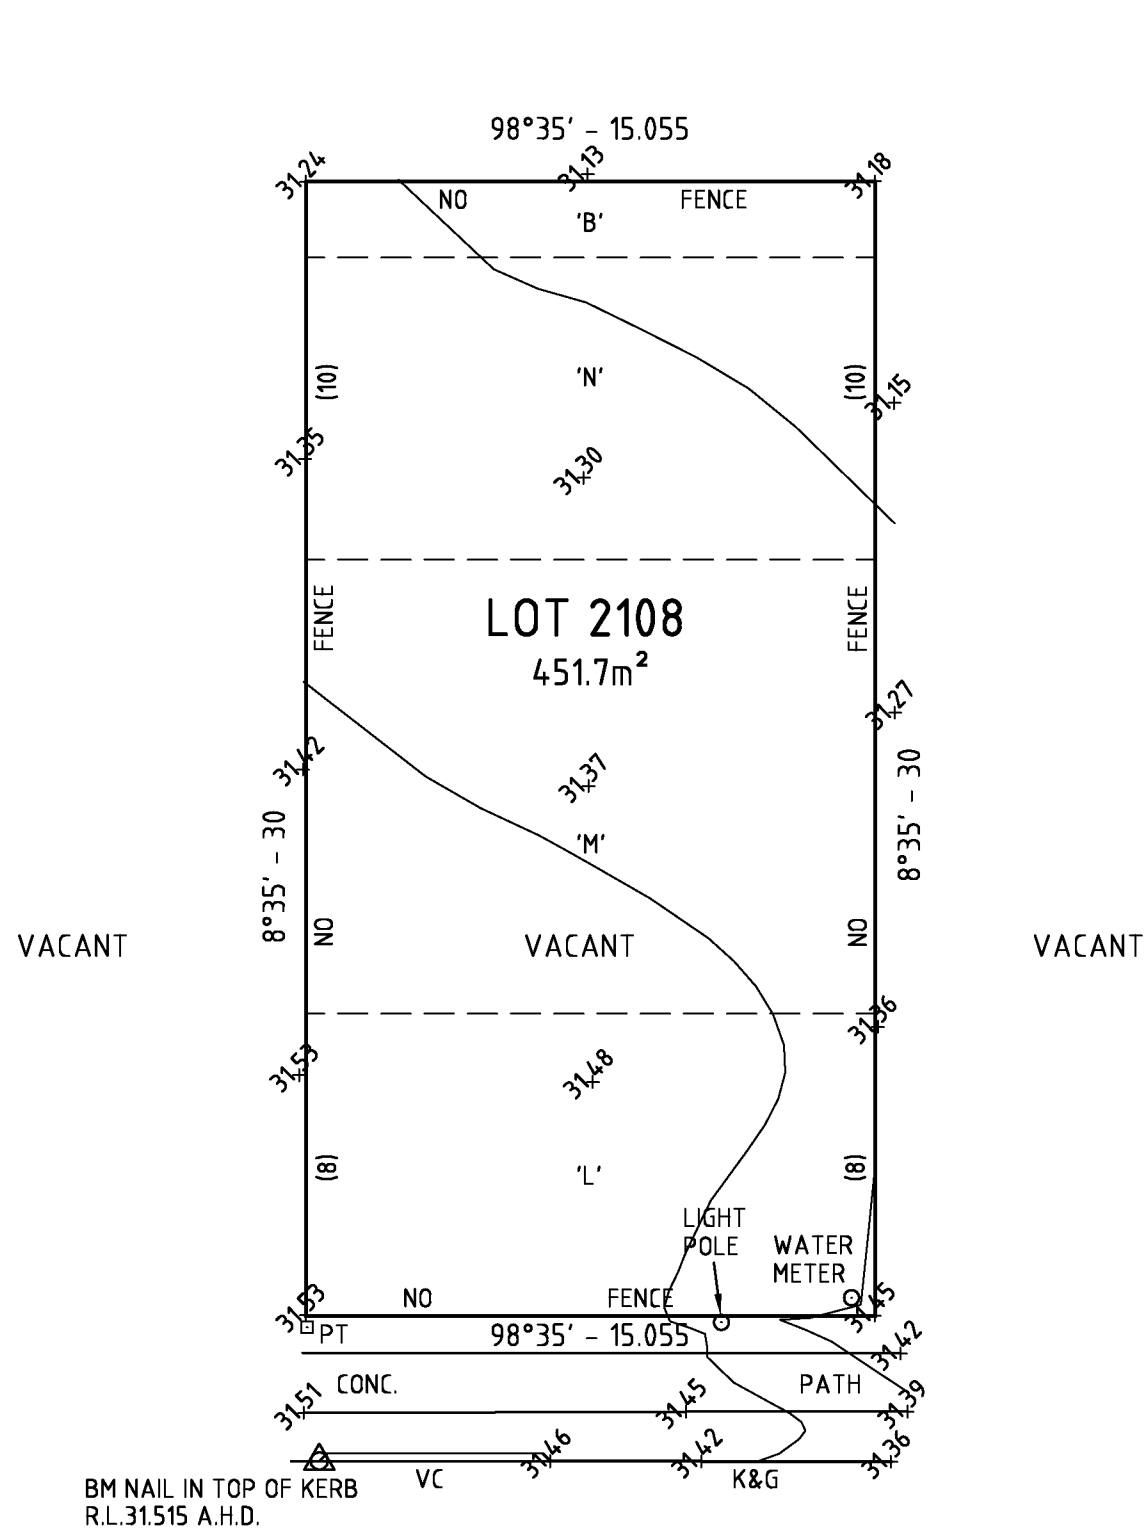 98°35' - 15.055
31.24
31.13
31.18
NO
FENCE
'B'
(10)
'N'
(10)
31.15
31.35
31.30
FENCE
LOT 2108
FENCE
451.7m²
31.27
31.42
31.37
8°35' - 30
8°35' - 30
'M'
NO
NO
VACANT
VACANT
VACANT
31.36
31.53
31.48
(8)
'L'
(8)
LIGHT
POLE
WATER
METER
31.53
NO
FENCE
31.45
PT
98°35' - 15.055
31.42
CONC.
PATH
31.51
31.45
31.39
31.46
31.42
31.36
VC
K&G
BM NAIL IN TOP OF KERB
R.L.31.515 A.H.D.